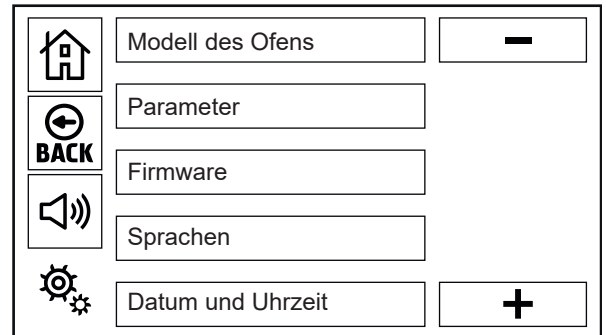 Modell des Ofens
−
Parameter
BACK
Firmware
Sprachen
Datum und Uhrzeit
+